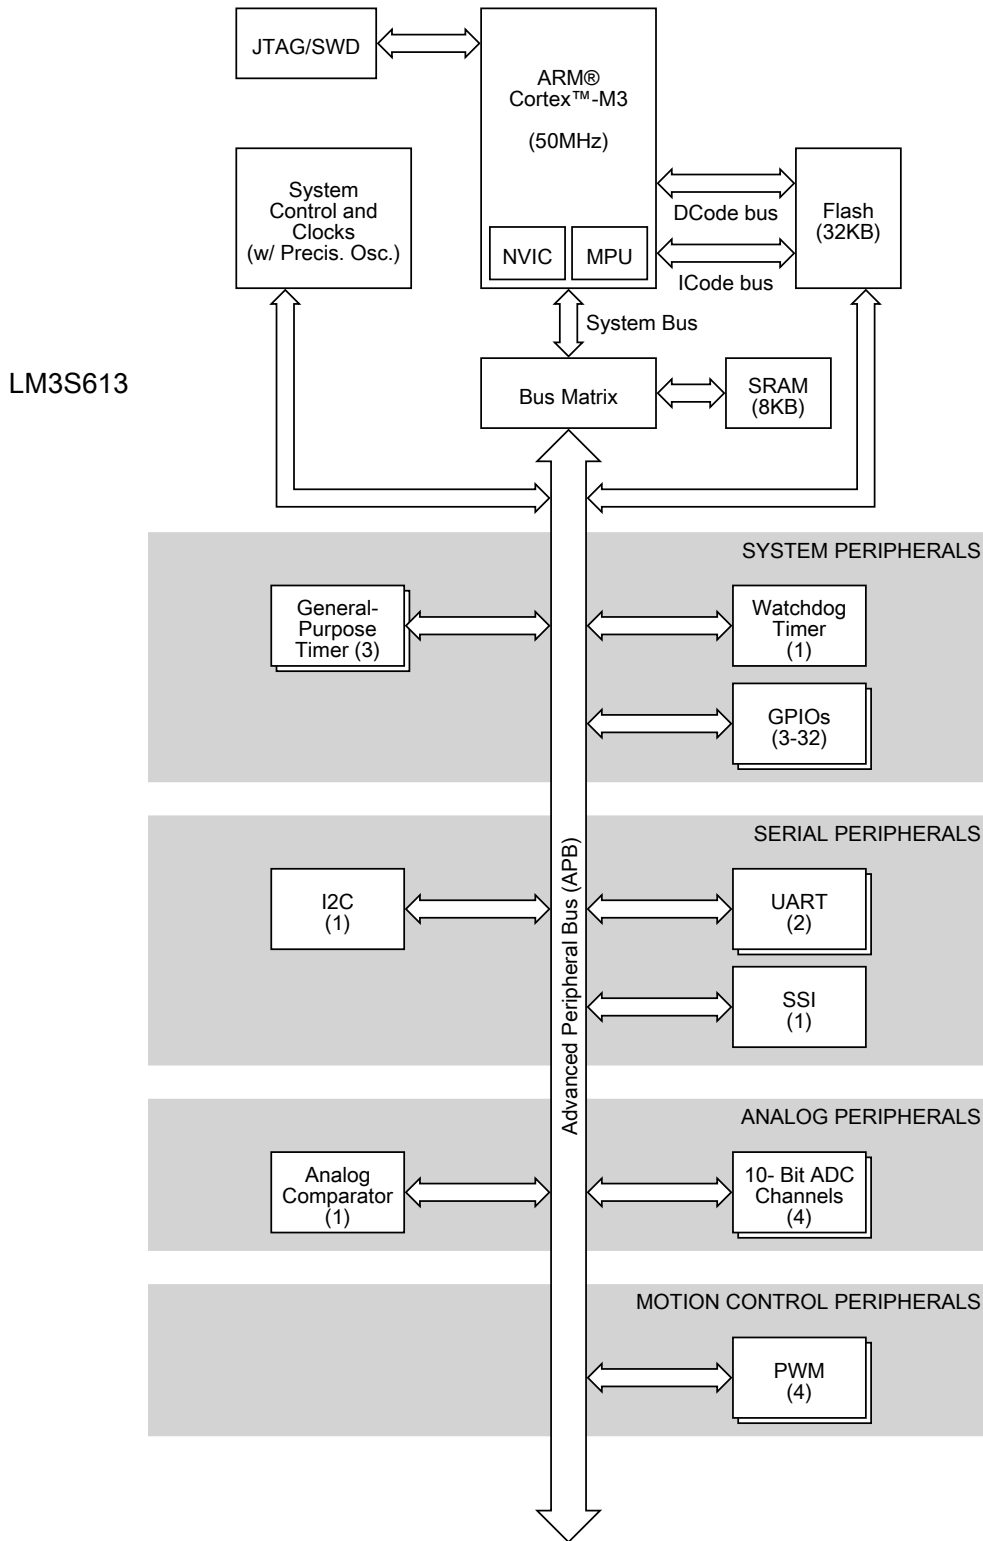 JTAG/SWD
ARM®
Cortex™-M3
(50MHz)
NVIC
MPU
System
Control and
Clocks
(w/ Precis. Osc.)
DCode bus
ICode bus
Flash
(32KB)
System Bus
LM3S613
Bus Matrix
SRAM
(8KB)
Advanced Peripheral Bus (APB)
SYSTEM PERIPHERALS
General-
Purpose
Timer (3)
Watchdog
Timer
(1)
GPIOs
(3-32)
SERIAL PERIPHERALS
I2C
(1)
UART
(2)
SSI
(1)
ANALOG PERIPHERALS
Analog
Comparator
(1)
10- Bit ADC
Channels
(4)
MOTION CONTROL PERIPHERALS
PWM
(4)